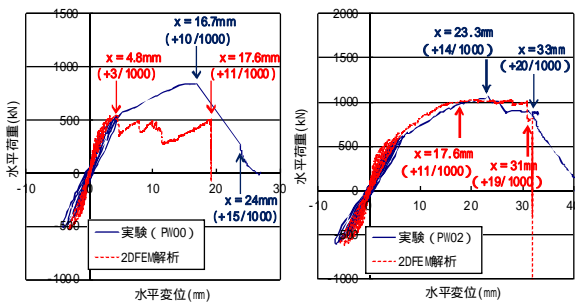 1500
水平荷重(kN)
1000
500
0
-500
-1000
-10
0
10
20
30
水平変位(mm)
x=16.7mm
(+10/1000)
x=4.8mm
(+3/1000)
x=17.6mm
(+11/1000)
x=24mm
(+15/1000)
実験(PW00)
2DFEM解析
2000
水平荷重(kN)
1500
1000
500
0
-500
-1000
-10
0
10
20
30
40
水平変位(mm)
x=23.3mm
(+14/1000)
x=33mm
(+20/1000)
x=17.6mm
(+11/1000)
x=31mm
(+19/1000)
実験(PW02)
2DFEM解析